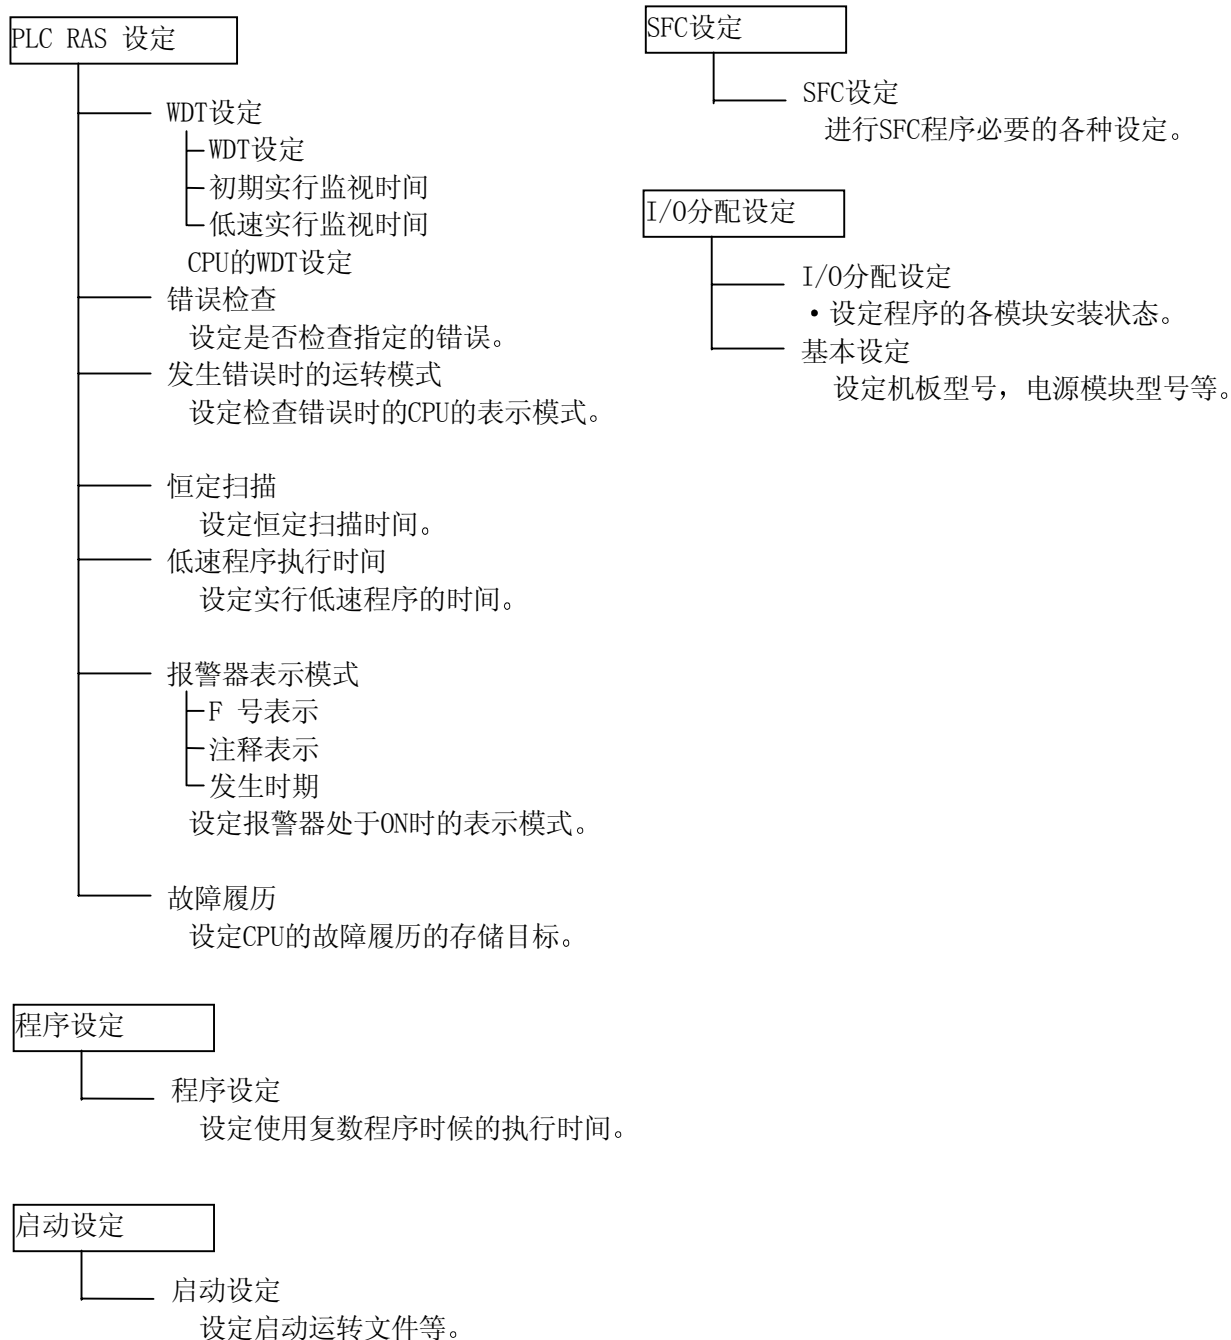 PLC RAS 设定
WDT设定
WDT设定
初期实行监视时间
低速实行监视时间
CPU的WDT设定
错误检查
设定是否检查指定的错误。
发生错误时的运转模式
设定检查错误时的CPU的表示模式。
恒定扫描
设定恒定扫描时间。
低速程序执行时间
设定实行低速程序的时间。
报警器表示模式
F 号表示
注释表示
发生时期
设定报警器处于ON时的表示模式。
故障履历
设定CPU的故障履历的存储目标。
程序设定
程序设定
设定使用复数程序时候的执行时间。
启动设定
启动设定
设定启动运转文件等。
SFC设定
SFC设定
进行SFC程序必要的各种设定。
I/O分配设定
I/O分配设定
·设定程序的各模块安装状态。
基本设定
设定机板型号，电源模块型号等。